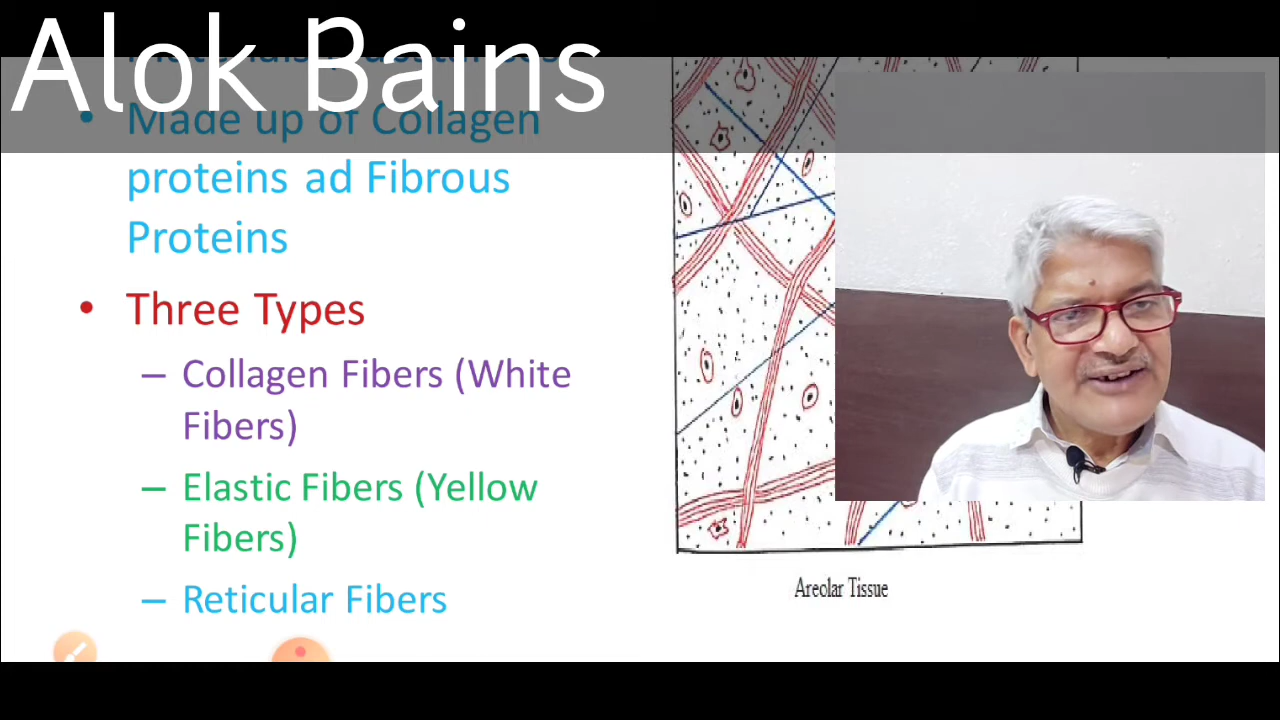 Alok Bains
• Made up of Collagen
proteins ad Fibrous
Proteins
• Three Types
– Collagen Fibers (White
Fibers)
– Elastic Fibers (Yellow
Fibers)
– Reticular Fibers
Areolar Tissue